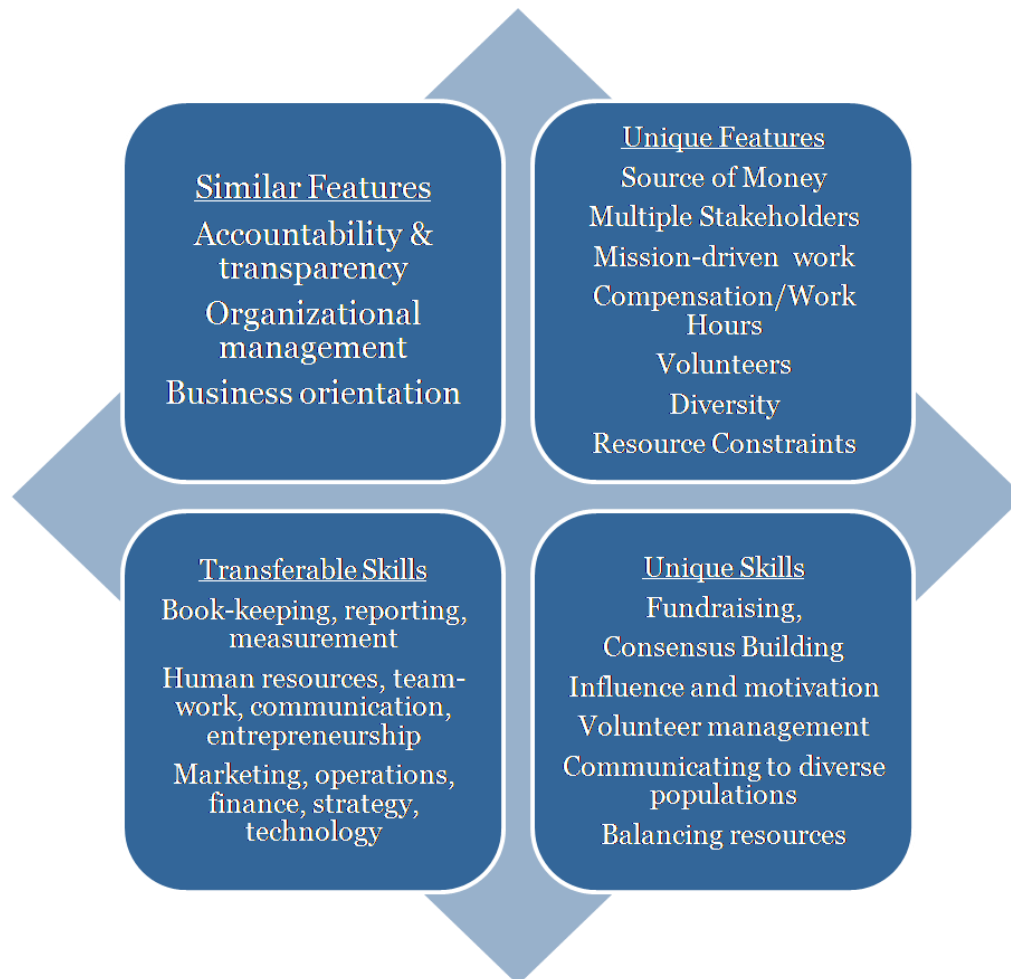 Similar Features
Accountability &
transparency
Organizational
management
Business orientation
Unique Features
Source of Money
Multiple Stakeholders
Mission-driven work
Compensation/Work
Hours
Volunteers
Diversity
Resource Constraints
Transferable Skills
Book-keeping, reporting,
measurement
Human resources, team-
work, communication,
entrepreneurship
Marketing, operations,
finance, strategy,
technology
Unique Skills
Fundraising,
Consensus Building
Influence and motivation
Volunteer management
Communicating to diverse
populations
Balancing resources